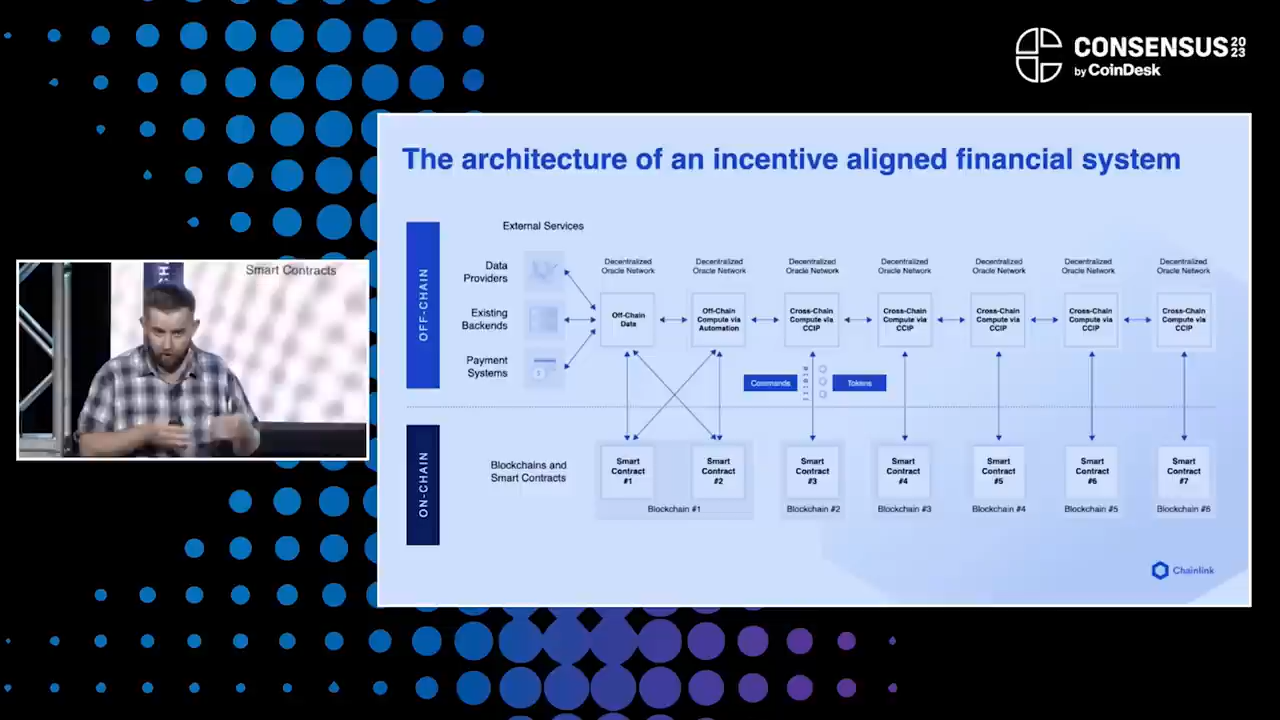 CONSENSUS 20 23
by CoinDesk
Smart Contracts
The architecture of an incentive aligned financial system
OFF-CHAIN
External Services
Data
Providers
Existing
Backends
Payment
Systems
Decentralized
Oracle Network
Off-Chain
Data
Decentralized
Oracle Network
Off-Chain
Compute via
Automation
Decentralized
Oracle Network
Cross-Chain
Compute via
CCIP
Decentralized
Oracle Network
Cross-Chain
Compute via
CCIP
Decentralized
Oracle Network
Cross-Chain
Compute via
CCIP
Decentralized
Oracle Network
Cross-Chain
Compute via
CCIP
Decentralized
Oracle Network
Cross-Chain
Compute via
CCIP
Commands
Tokens
ON-CHAIN
Blockchains and
Smart Contracts
Smart
Contract
#1
Smart
Contract
#2
Smart
Contract
#3
Smart
Contract
#4
Smart
Contract
#5
Smart
Contract
#6
Smart
Contract
#7
Blockchain #1
Blockchain #2
Blockchain #3
Blockchain #4
Blockchain #5
Blockchain #6
Chainlink